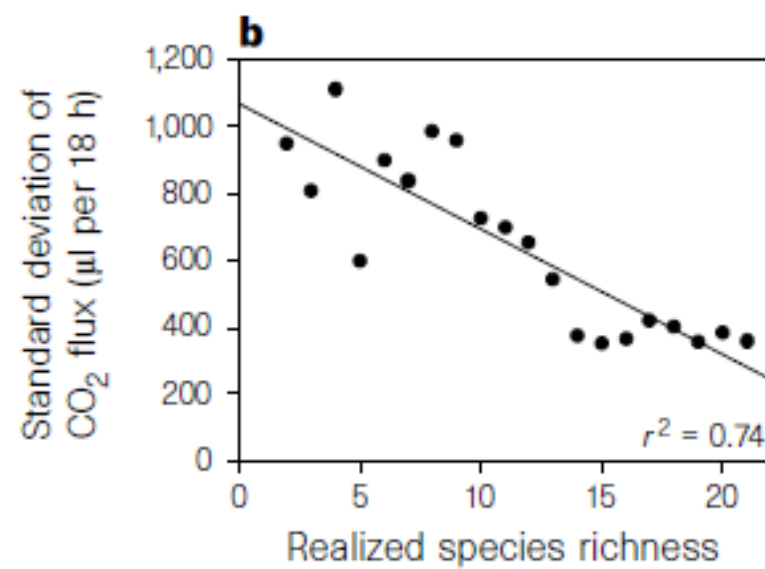 b
Standard deviation of
CO₂ flux (µl per 18 h)
1,200
1,000
800
600
400
200
0
r² = 0.74
0 5 10 15 20
Realized species richness